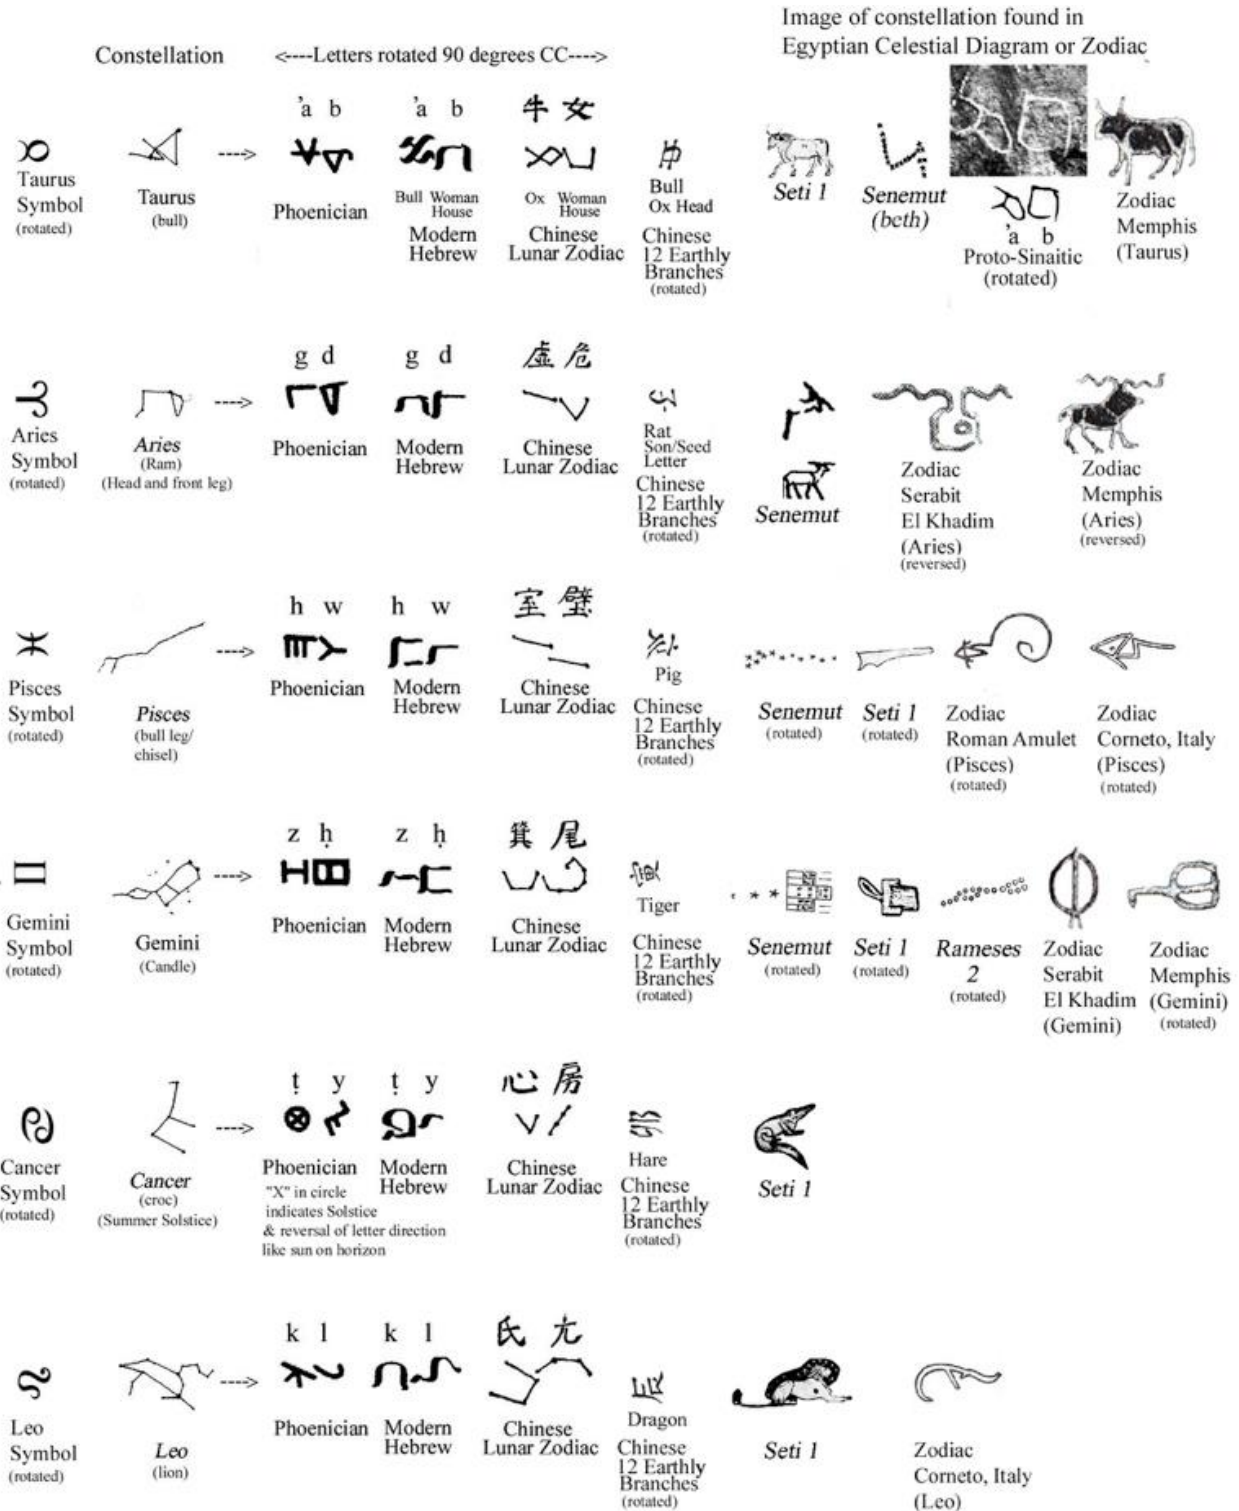 Image of constellation found in
Egyptian Celestial Diagram or Zodiac
Constellation
<----Letters rotated 90 degrees CC---->
'a b
'a b
牛 女
Taurus
Symbol
(rotated)
Taurus
(bull)
---->
Phoenician
Bull Woman
House
Modern
Hebrew
Ox Woman
House
Chinese
Lunar Zodiac
Bull
Ox Head
Chinese
12 Earthly
Branches
(rotated)
Seti 1
Senemut
(bcth)
'a b
Proto-Sinaitic
(rotated)
Zodiac
Memphis
(Taurus)
g d
g d
虚 危
Aries
Symbol
(rotated)
Aries
(Ram)
(Head and front leg)
---->
Phoenician
Modern
Hebrew
Chinese
Lunar Zodiac
Rat
Son/Seed
Letter
Chinese
12 Earthly
Branches
(rotated)
Senemut
Zodiac
Serabit
El Khadim
(Aries)
(reversed)
Zodiac
Memphis
(Aries)
(reversed)
h w
h w
室 壁
Pisces
Symbol
(rotated)
Pisces
(bull leg/
chisel)
---->
Phoenician
Modern
Hebrew
Chinese
Lunar Zodiac
Pig
Chinese
12 Earthly
Branches
(rotated)
Senemut
(rotated)
Seti 1
(rotated)
Zodiac
Roman Amulet
(Pisces)
(rotated)
Zodiac
Corneto, Italy
(Pisces)
(rotated)
z ḥ
z ḥ
箕 尾
Gemini
Symbol
(rotated)
Gemini
(Candle)
---->
Phoenician
Modern
Hebrew
Chinese
Lunar Zodiac
Tiger
Chinese
12 Earthly
Branches
(rotated)
Senemut
(rotated)
Seti 1
(rotated)
Rameses
2
(rotated)
Zodiac
Serabit
El Khadim
(Gemini)
Zodiac
Memphis
(Gemini)
(rotated)
ṭ y
ṭ y
心 房
Cancer
Symbol
(rotated)
Cancer
(croc)
(Summer Solstice)
---->
Phoenician
"X" in circle
indicates Solstice
& reversal of letter direction
like sun on horizon
Modern
Hebrew
Chinese
Lunar Zodiac
Hare
Chinese
12 Earthly
Branches
(rotated)
Seti 1
k l
k l
氐 亢
Leo
Symbol
(rotated)
Leo
(lion)
---->
Phoenician
Modern
Hebrew
Chinese
Lunar Zodiac
Dragon
Chinese
12 Earthly
Branches
(rotated)
Seti 1
Zodiac
Corneto, Italy
(Leo)